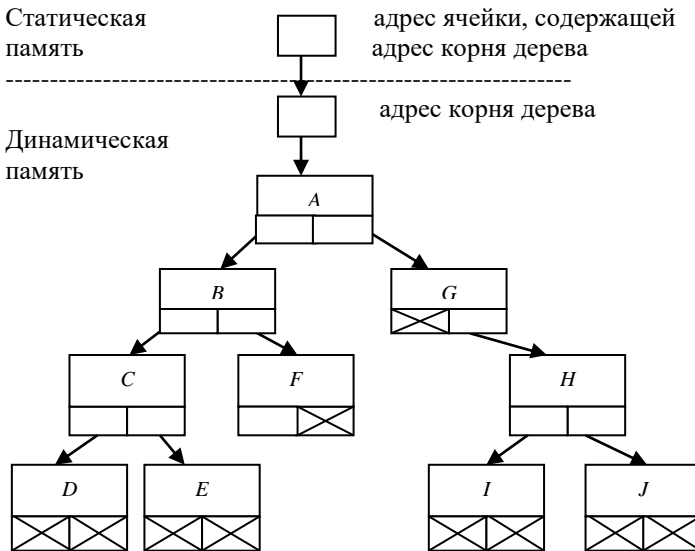 Статическая
память
адрес ячейки, содержащей
адрес корня дерева
адрес корня дерева
Динамическая
память
A
B
G
C
F
H
D
E
I
J